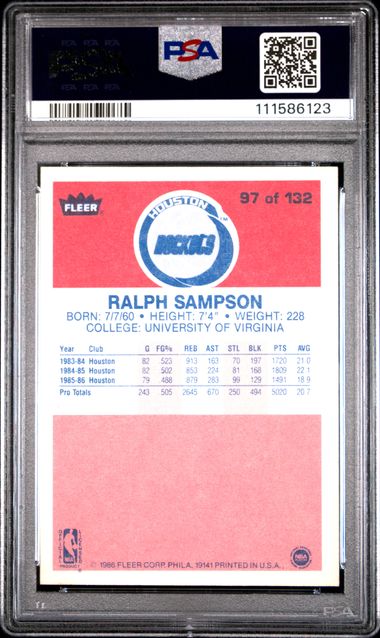 PSA
111586123
FLEER
HOUSTON
ROCKETS
TM
97 of 132
RALPH SAMPSON
BORN: 7/7/60 • HEIGHT: 7'4" • WEIGHT: 228
COLLEGE: UNIVERSITY OF VIRGINIA
Year Club G FG% REB AST STL BLK PTS AVG
1983-84 Houston 82 .523 913 163 70 197 1720 21.0
1984-85 Houston 82 .502 853 224 81 168 1809 22.1
1985-86 Houston 79 .488 879 283 99 129 1491 18.9
Pro Totals 243 .505 2645 670 250 494 5020 20.7
© 1986 FLEER CORP. PHILA., 19141 PRINTED IN U.S.A.
PSA